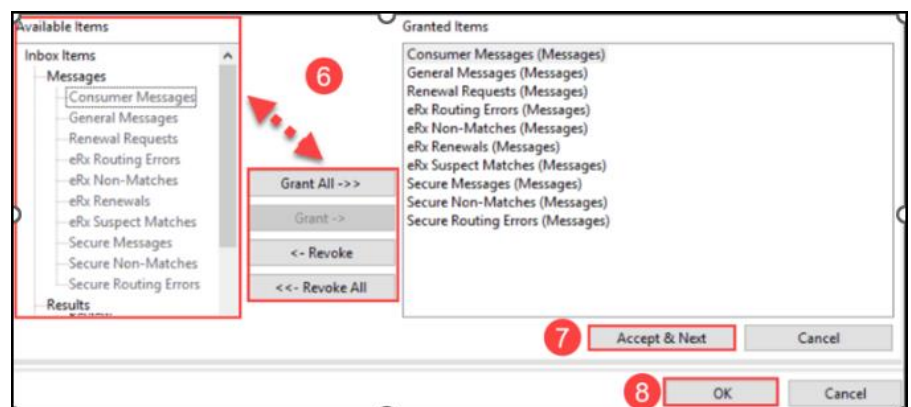 Available Items
Granted Items
Inbox Items
Messages
Consumer Messages
General Messages
Renewal Requests
eRx Routing Errors
eRx Non-Matches
eRx Renewals
eRx Suspect Matches
Secure Messages
Secure Non-Matches
Secure Routing Errors
Results
6
Grant All ->>
Grant ->
<- Revoke
<<- Revoke All
Consumer Messages (Messages)
General Messages (Messages)
Renewal Requests (Messages)
eRx Routing Errors (Messages)
eRx Non-Matches (Messages)
eRx Renewals (Messages)
eRx Suspect Matches (Messages)
Secure Messages (Messages)
Secure Non-Matches (Messages)
Secure Routing Errors (Messages)
7 Accept & Next Cancel
8 OK Cancel